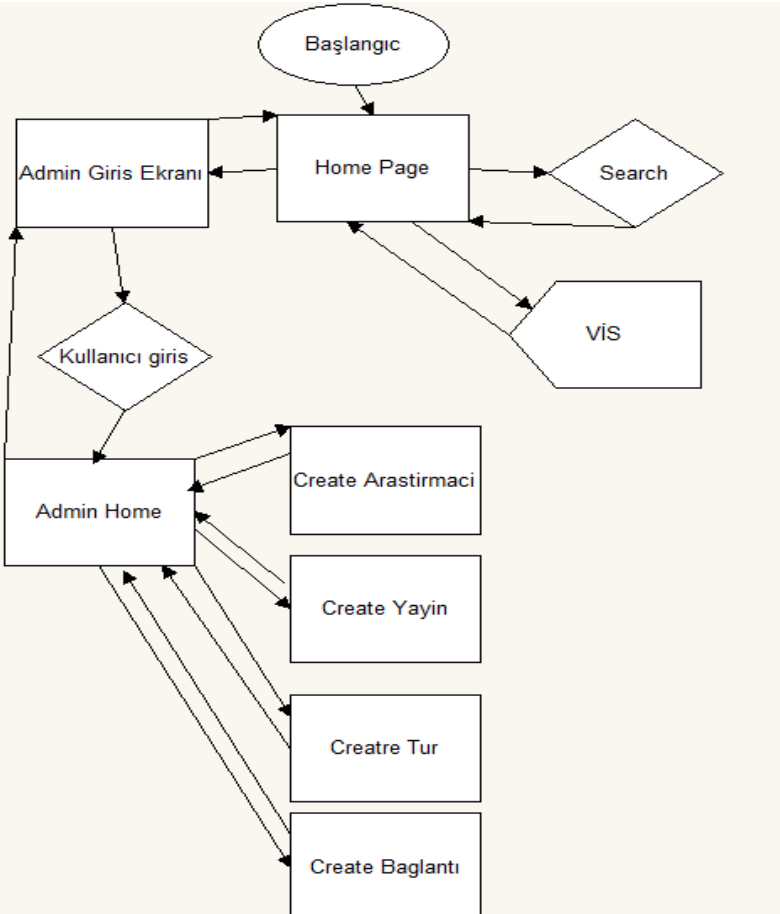 Başlangıc
Admin Giris Ekranı
Home Page
Search
VİS
Kullanıcı giris
Admin Home
Create Arastirmaci
Create Yayin
Creatre Tur
Create Baglantı